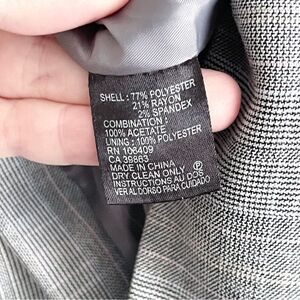 SHELL: 77% POLYESTER
21% RAYON
2% SPANDEX
COMBINATION:
100% ACETATE
LINING: 100% POLYESTER
RN 106409
CA 39863
MADE IN CHINA
DRY CLEAN ONLY Ⓟ
INSTRUCTIONS AU DOS
VER AL DORSO PARA CUIDADO